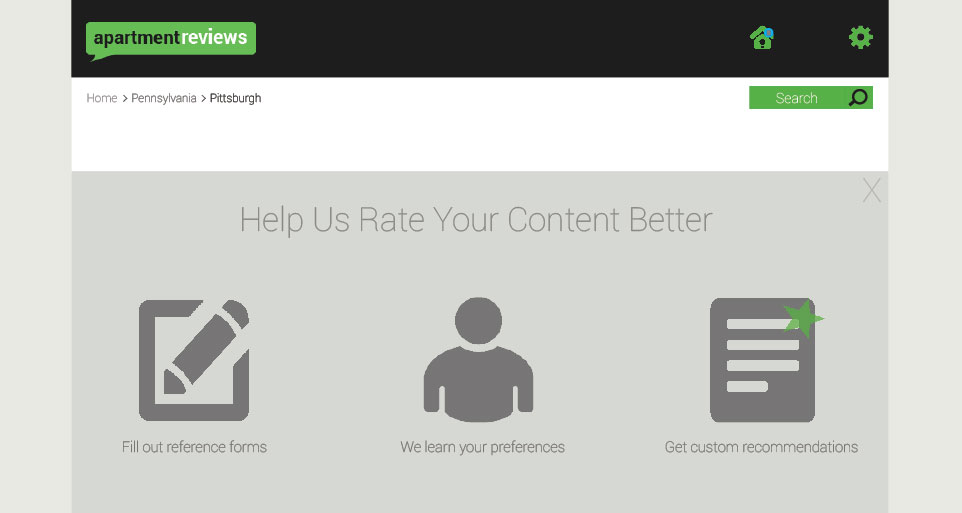 apartmentreviews
Home > Pennsylvania > Pittsburgh
Search
X
Help Us Rate Your Content Better
Fill out reference forms
We learn your preferences
Get custom recommendations